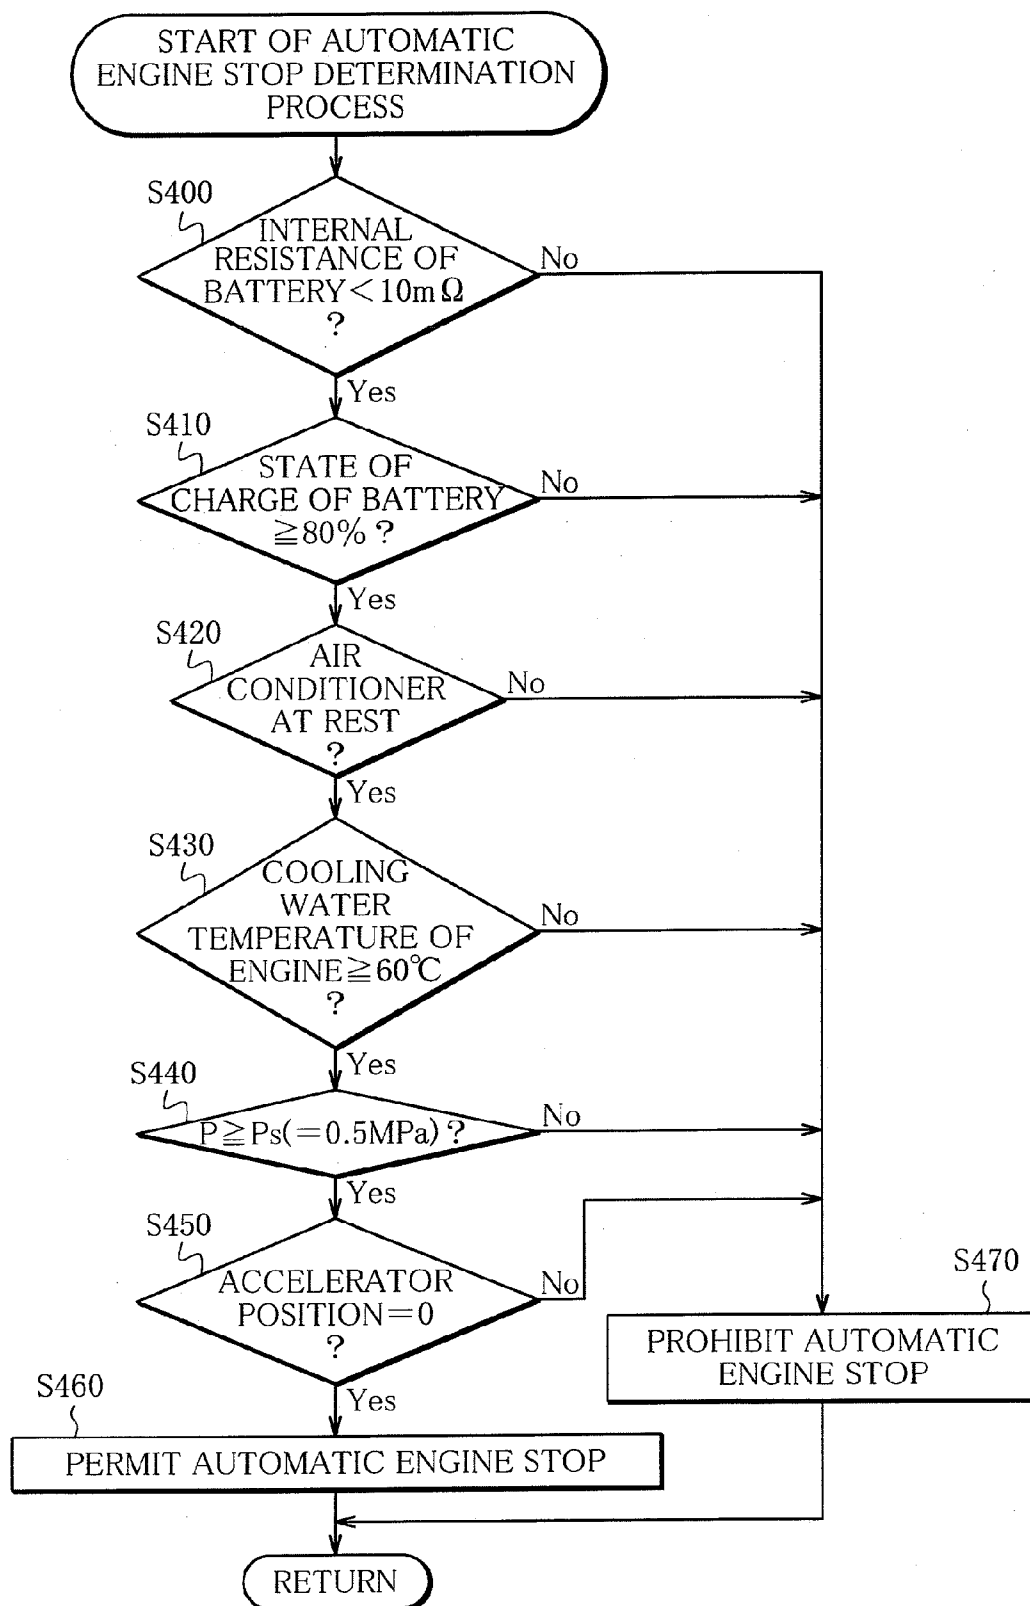 START OF AUTOMATIC
ENGINE STOP DETERMINATION
PROCESS
S400
INTERNAL
RESISTANCE OF
BATTERY<10mΩ
?
No
Yes
S410
STATE OF
CHARGE OF BATTERY
≧80%?
No
Yes
S420
AIR
CONDITIONER
AT REST
?
No
Yes
S430
COOLING
WATER
TEMPERATURE OF
ENGINE≧60℃
?
No
Yes
S440
P≧Ps(=0.5MPa)?
No
Yes
S450
ACCELERATOR
POSITION=0
?
No
Yes
S470
PROHIBIT AUTOMATIC
ENGINE STOP
S460
PERMIT AUTOMATIC ENGINE STOP
RETURN